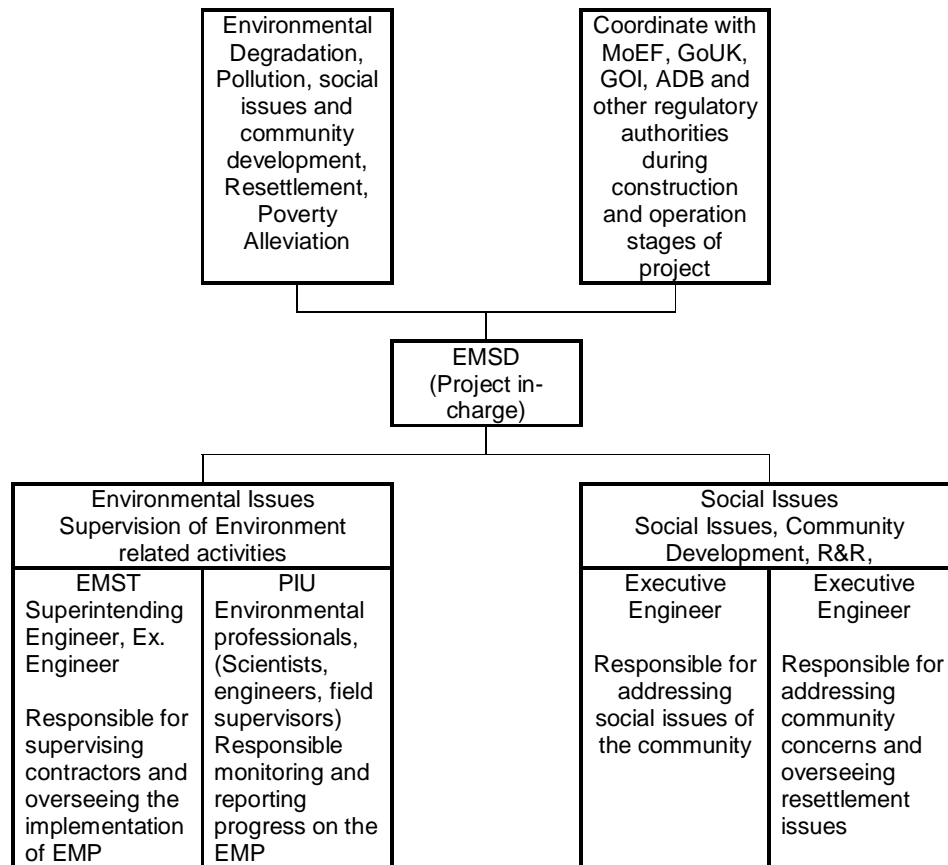 Environmental
Degradation,
Pollution, social
issues and
community
development,
Resettlement,
Poverty
Alleviation
Coordinate with
MoEF, GoUK,
GOI, ADB and
other regulatory
authorities
during
construction
and operation
stages of
project
EMSD
(Project in-
charge)
Environmental Issues
Supervision of Environment
related activities
EMST
Superintending
Engineer, Ex.
Engineer
Responsible for
supervising
contractors and
overseeing the
implementation
of EMP
PIU
Environmental
professionals,
(Scientists,
engineers, field
supervisors)
Responsible
monitoring and
reporting
progress on the
EMP
Social Issues
Social Issues, Community
Development, R&R,
Executive
Engineer
Responsible for
addressing
social issues of
the community
Executive
Engineer
Responsible for
addressing
community
concerns and
overseeing
resettlement
issues